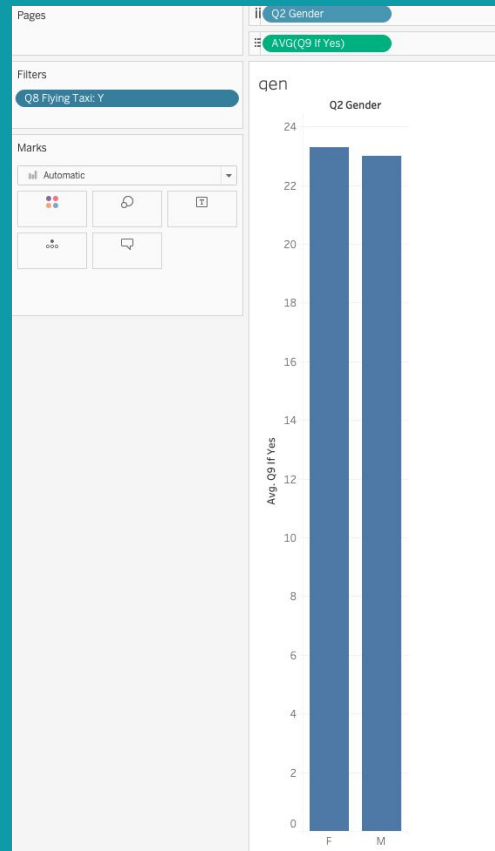 Pages
Q2 Gender
AVG(Q9 If Yes)
Filters
Q8 Flying Taxi: Y
Marks
Automatic
T
qen
Q2 Gender
24
22
20
18
16
14
12
10
8
6
4
2
0
Avg. Q9 If Yes
F M